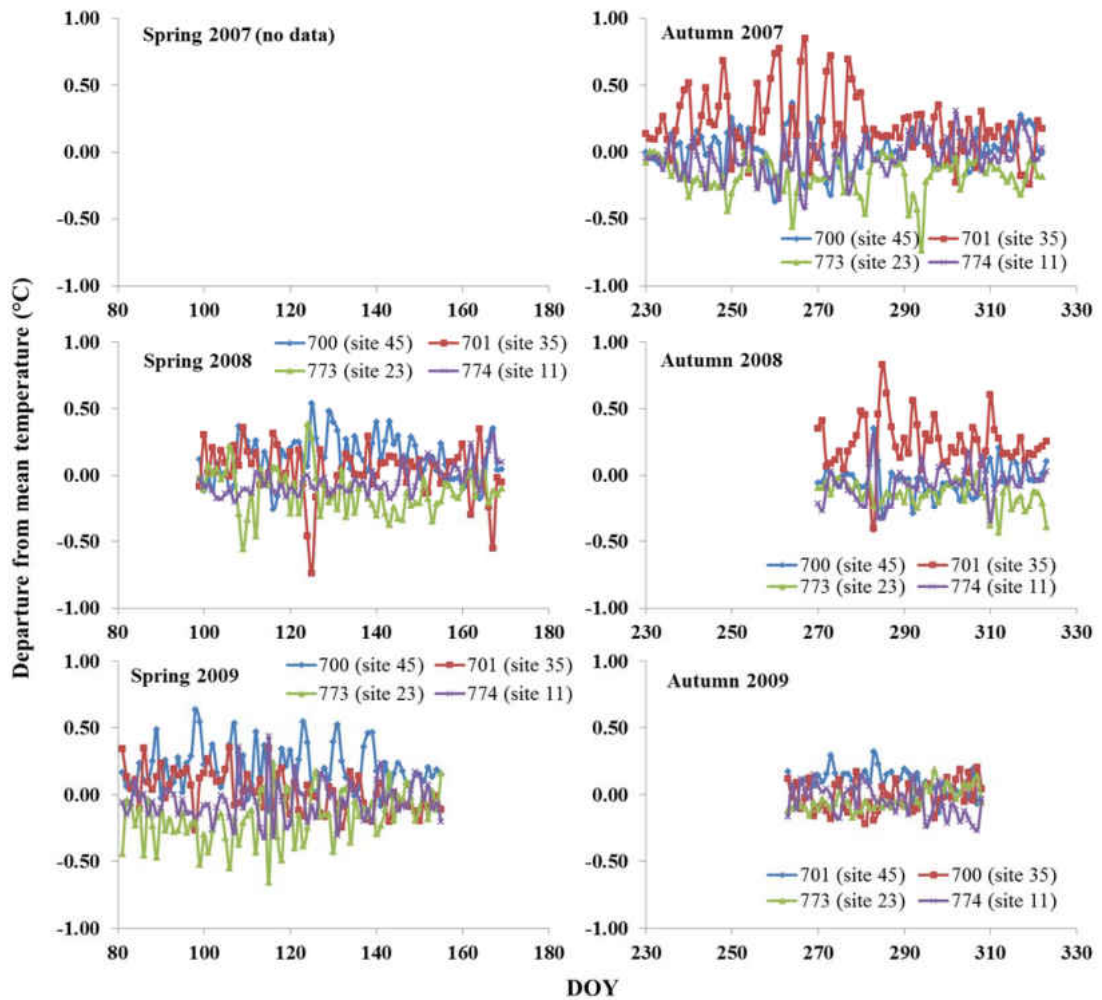 Departure from mean temperature (°C)
Spring 2007 (no data)
1.00
0.50
0.00
-0.50
-1.00
80 100 120 140 160 180
Autumn 2007
1.00
0.50
0.00
-0.50
-1.00
700 (site 45) 701 (site 35)
773 (site 23) 774 (site 11)
230 250 270 290 310 330
Spring 2008
700 (site 45) 701 (site 35)
773 (site 23) 774 (site 11)
1.00
0.50
0.00
-0.50
-1.00
80 100 120 140 160 180
Autumn 2008
1.00
0.50
0.00
-0.50
-1.00
700 (site 45) 701 (site 35)
773 (site 23) 774 (site 11)
230 250 270 290 310 330
Spring 2009
700 (site 45) 701 (site 35)
773 (site 23) 774 (site 11)
1.00
0.50
0.00
-0.50
-1.00
80 100 120 140 160 180
Autumn 2009
1.00
0.50
0.00
-0.50
-1.00
701 (site 45) 700 (site 35)
773 (site 23) 774 (site 11)
230 250 270 290 310 330
DOY